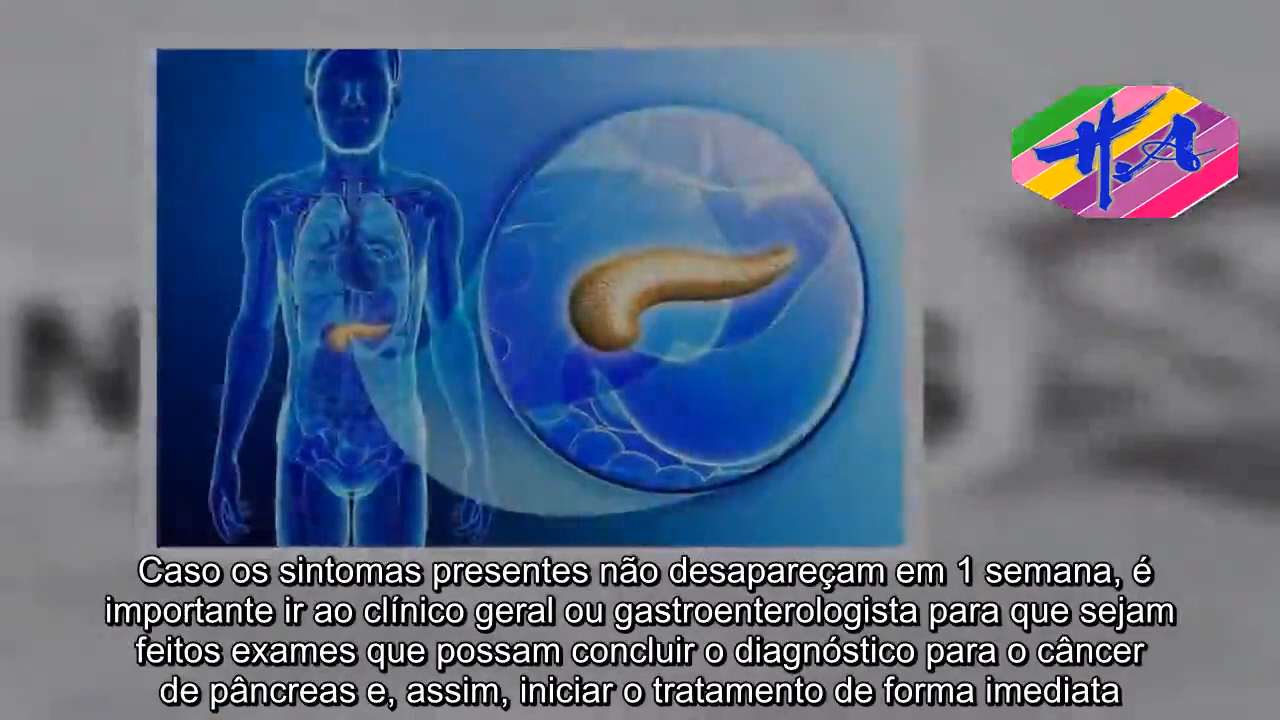 H.A
Caso os sintomas presentes não desapareçam em 1 semana, é
importante ir ao clínico geral ou gastroenterologista para que sejam
feitos exames que possam concluir o diagnóstico para o câncer
de pâncreas e, assim, iniciar o tratamento de forma imediata